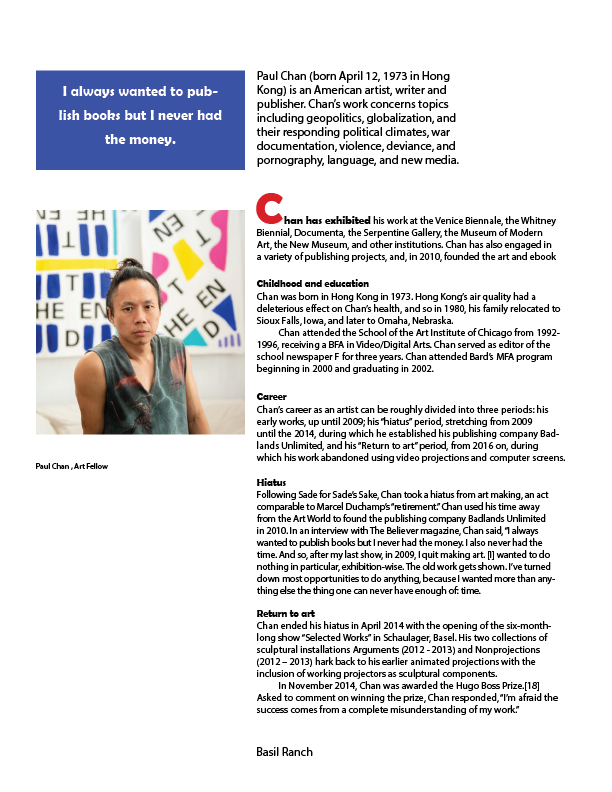 I always wanted to pub-
lish books but I never had
the money.
Paul Chan (born April 12, 1973 in Hong
Kong) is an American artist, writer and
publisher. Chan's work concerns topics
including geopolitics, globalization, and
their responding political climates, war
documentation, violence, deviance, and
pornography, language, and new media.
THE EN
THE EN
Paul Chan , Art Fellow
Chan has exhibited his work at the Venice Biennale, the Whitney
Biennial, Documenta, the Serpentine Gallery, the Museum of Modern
Art, the New Museum, and other institutions. Chan has also engaged in
a variety of publishing projects, and, in 2010, founded the art and ebook
Childhood and education
Chan was born in Hong Kong in 1973. Hong Kong's air quality had a
deleterious effect on Chan's health, and so in 1980, his family relocated to
Sioux Falls, Iowa, and later to Omaha, Nebraska.
Chan attended the School of the Art Institute of Chicago from 1992-
1996, receiving a BFA in Video/Digital Arts. Chan served as editor of the
school newspaper F for three years. Chan attended Bard's MFA program
beginning in 2000 and graduating in 2002.
Career
Chan's career as an artist can be roughly divided into three periods: his
early works, up until 2009; his "hiatus" period, stretching from 2009
until the 2014, during which he established his publishing company Bad-
lands Unlimited, and his "Return to art" period, from 2016 on, during
which his work abandoned using video projections and computer screens.
Hiatus
Following Sade for Sade's Sake, Chan took a hiatus from art making, an act
comparable to Marcel Duchamp's "retirement." Chan used his time away
from the Art World to found the publishing company Badlands Unlimited
in 2010. In an interview with The Believer magazine, Chan said, "I always
wanted to publish books but I never had the money. I also never had the
time. And so, after my last show, in 2009, I quit making art. [I] wanted to do
nothing in particular, exhibition-wise. The old work gets shown. I've turned
down most opportunities to do anything, because I wanted more than any-
thing else the thing one can never have enough of: time.
Return to art
Chan ended his hiatus in April 2014 with the opening of the six-month-
long show "Selected Works" in Schaulager, Basel. His two collections of
sculptural installations Arguments (2012 - 2013) and Nonprojections
(2012 – 2013) hark back to his earlier animated projections with the
inclusion of working projectors as sculptural components.
In November 2014, Chan was awarded the Hugo Boss Prize.[18]
Asked to comment on winning the prize, Chan responded, "I'm afraid the
success comes from a complete misunderstanding of my work."
Basil Ranch